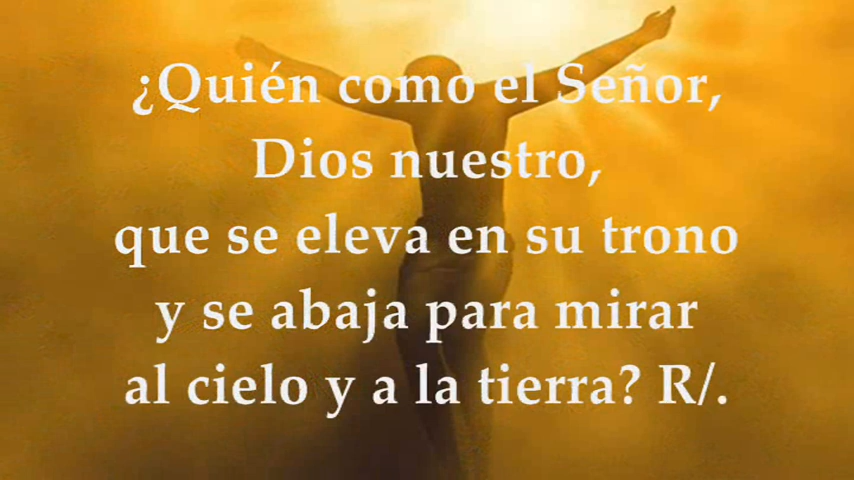 ¿Quién como el Señor,
Dios nuestro,
que se eleva en su trono
y se abaja para mirar
al cielo y a la tierra? R/.